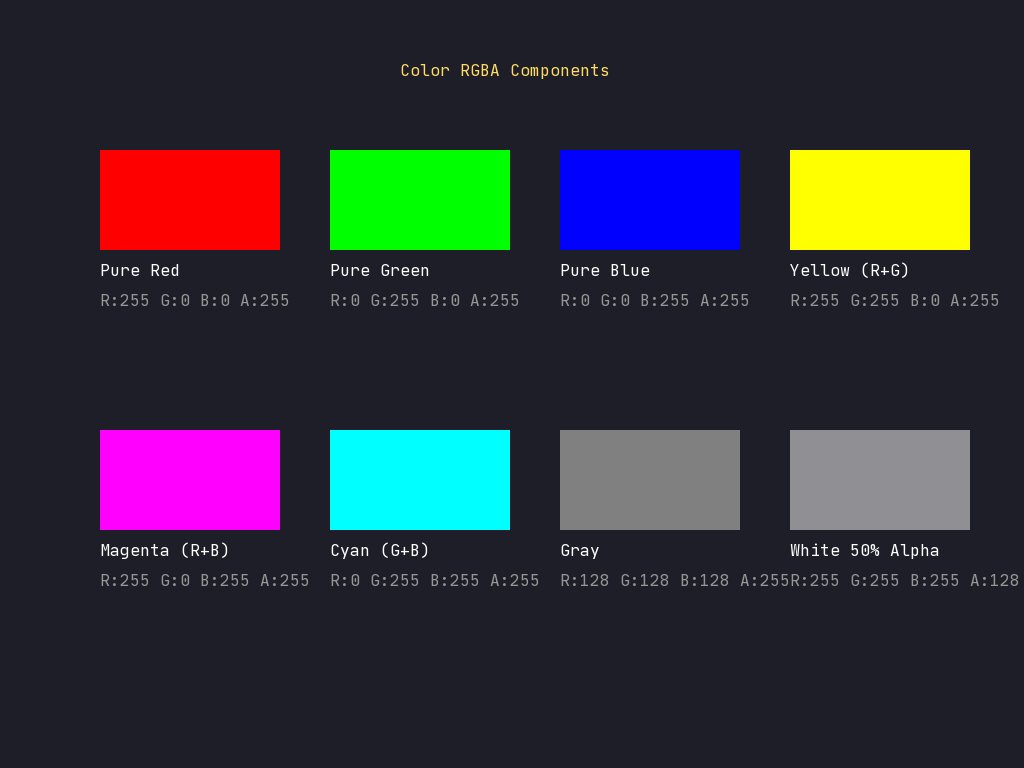 Color RGBA Components
Pure Red
R:255 G:0 B:0 A:255
Pure Green
R:0 G:255 B:0 A:255
Pure Blue
R:0 G:0 B:255 A:255
Yellow (R+G)
R:255 G:255 B:0 A:255
Magenta (R+B)
R:255 G:0 B:255 A:255
Cyan (G+B)
R:0 G:255 B:255 A:255
Gray
R:128 G:128 B:128 A:255
White 50% Alpha
R:255 G:255 B:255 A:128